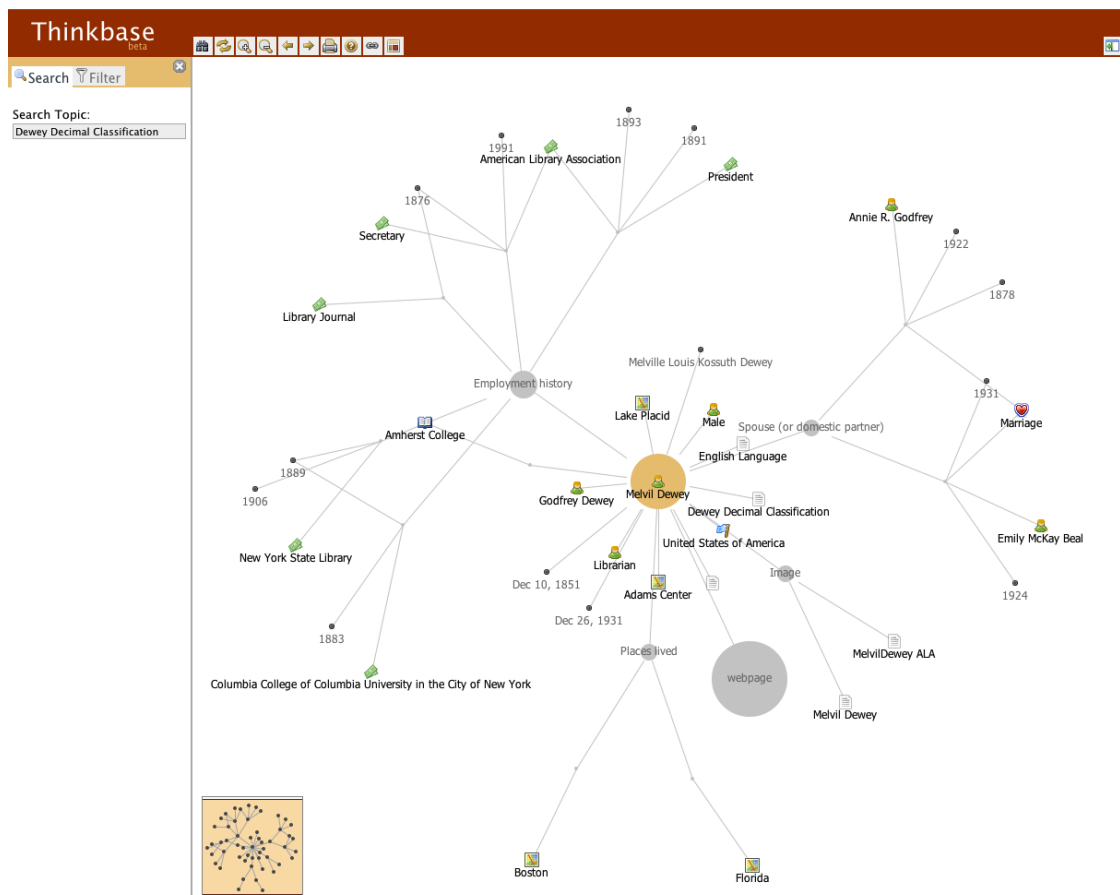 Thinkbase
beta
Search
Filter
Search Topic:
Dewey Decimal Classification
1893
1891
1991
American Library Association
President
1876
Secretary
Annie R. Godfrey
1922
1878
Library Journal
Melville Louis Kossuth Dewey
Employment history
1931
Lake Placid
Male
Marriage
Spouse (or domestic partner)
Amherst College
English Language
1889
Melvil Dewey
1906
Godfrey Dewey
Dewey Decimal Classification
Emily McKay Beal
United States of America
New York State Library
Librarian
Image
Dec 10, 1851
Adams Center
1924
Dec 26, 1931
1883
Places lived
MelvilDewey ALA
webpage
Columbia College of Columbia University in the City of New York
Melvil Dewey
Boston
Florida